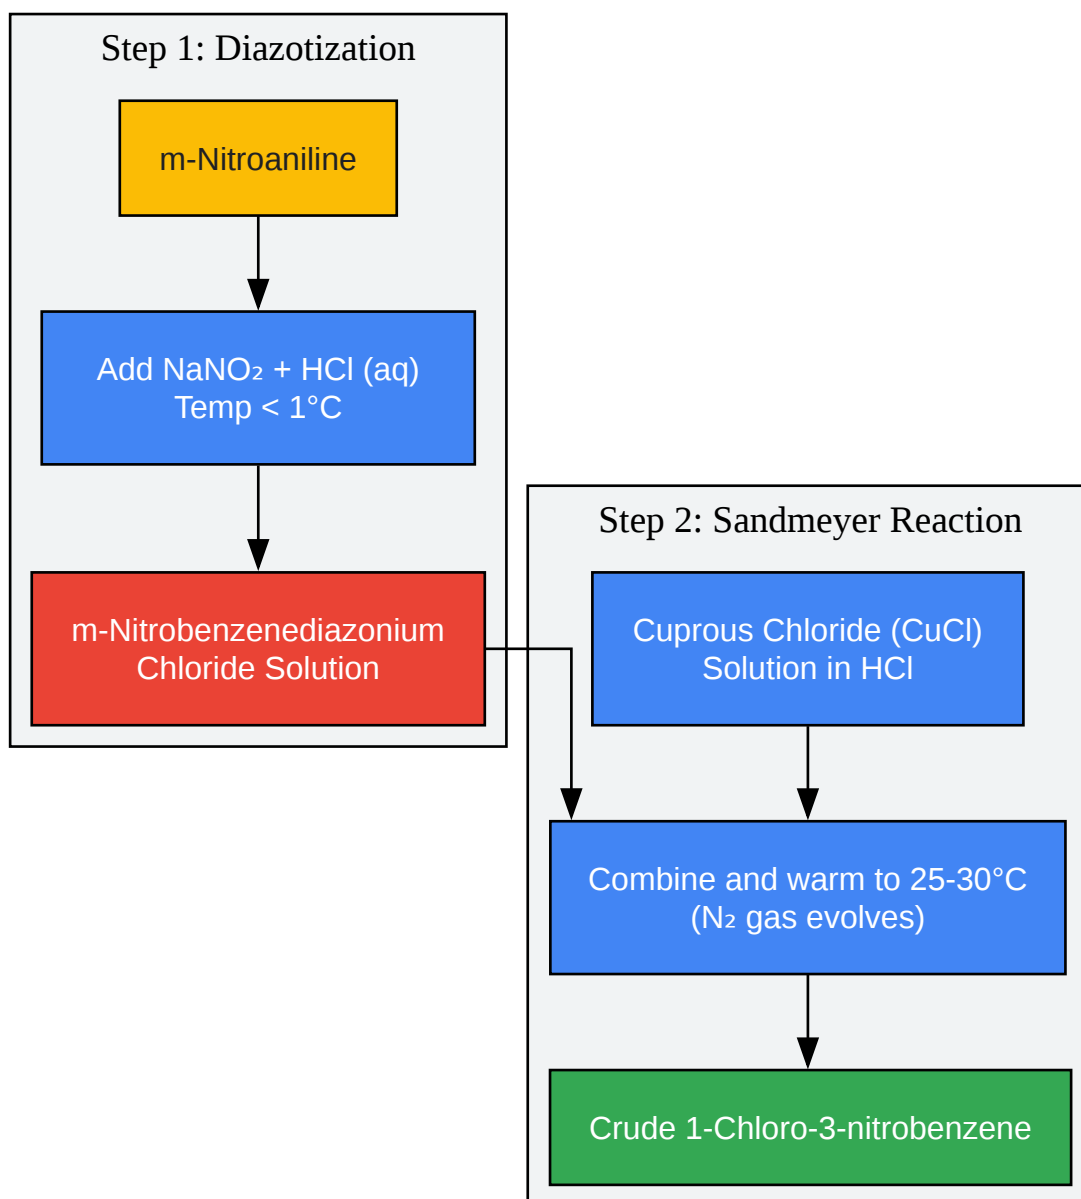 Step 1: Diazotization
m-Nitroaniline
Add NaNO₂ + HCl (aq)
Temp < 1°C
m-Nitrobenzenediazonium
Chloride Solution
Step 2: Sandmeyer Reaction
Cuprous Chloride (CuCl)
Solution in HCl
Combine and warm to 25-30°C
(N₂ gas evolves)
Crude 1-Chloro-3-nitrobenzene